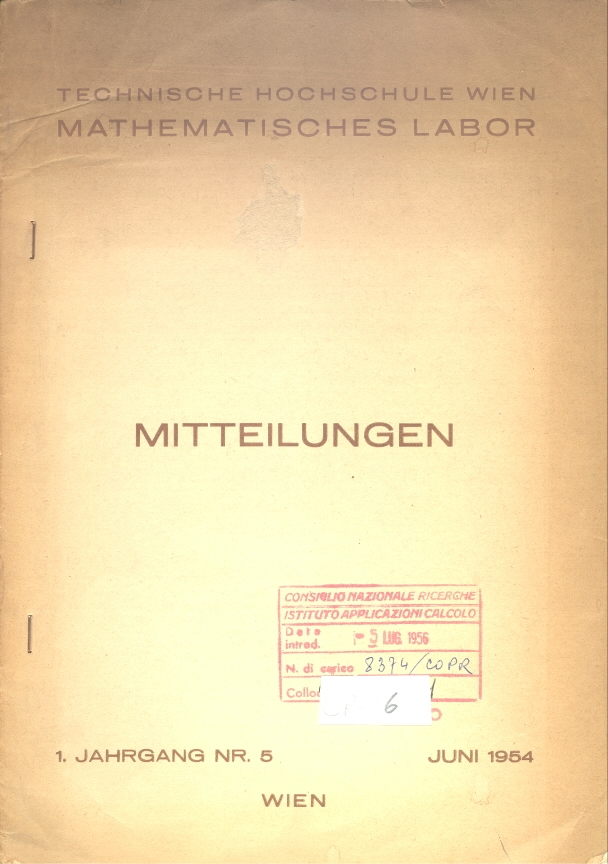 TECHNISCHE HOCHSCHULE WIEN
MATHEMATISCHES LABOR
MITTEILUNGEN
CONSIGLIO NAZIONALE RICERCHE
ISTITUTO APPLICAZIONI CALCOLO
Data
introd. 5 LUG. 1956
N. di carico 8374/COPR
6
1. JAHRGANG NR. 5 JUNI 1954
WIEN